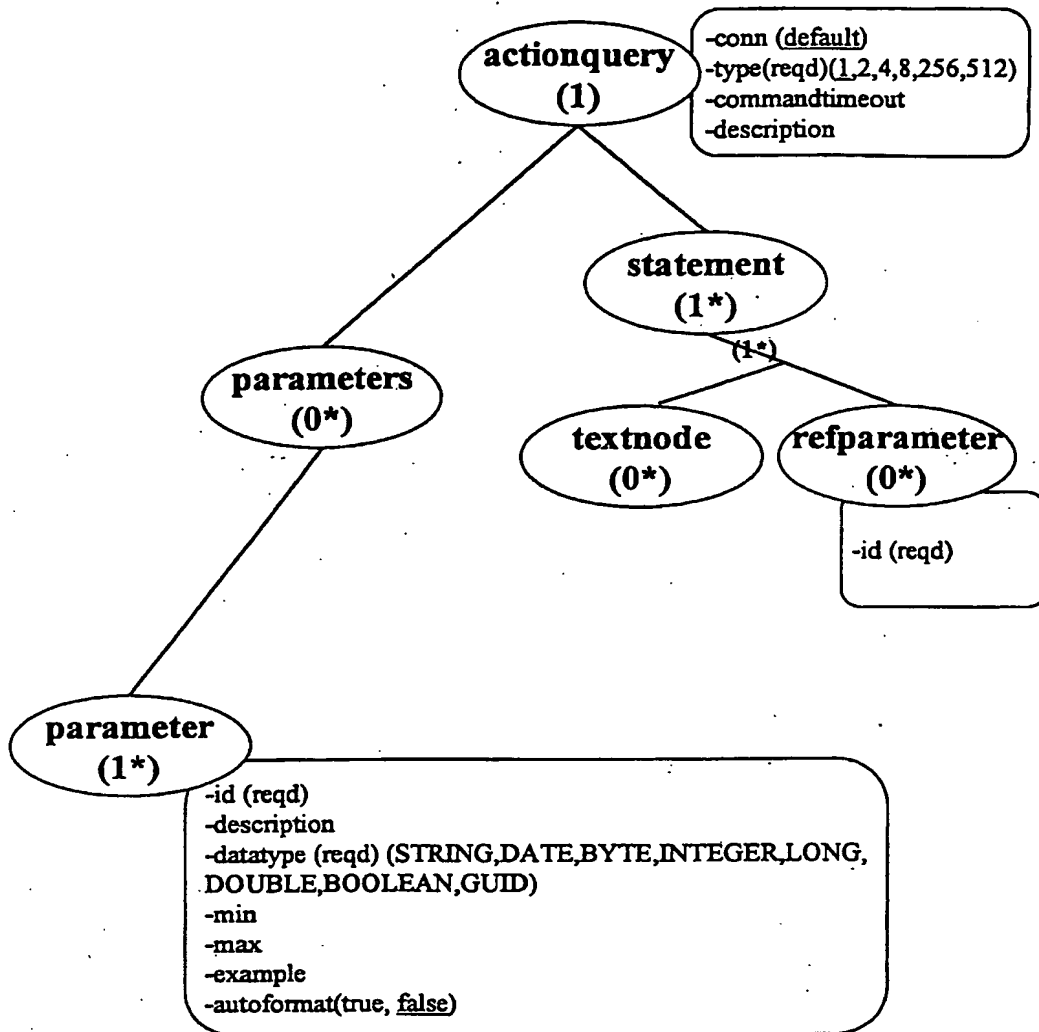 actionquery
(1)
-conn (default)
-type(reqd)(1,2,4,8,256,512)
-commandtimeout
-description
statement
(1*)
(1*)
parameters
(0*)
textnode
(0*)
refparameter
(0*)
-id (reqd)
parameter
(1*)
-id (reqd)
-description
-datatype (reqd) (STRING,DATE,BYTE,INTEGER,LONG,
DOUBLE,BOOLEAN,GUID)
-min
-max
-example
-autoformat(true, false)